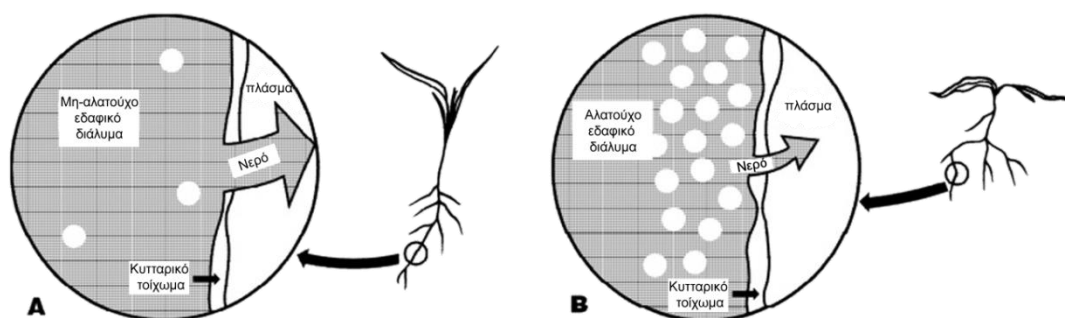 Μη-αλατούχο
εδαφικό
διάλυμα
πλάσμα
Νερό
Κυτταρικό
τοίχωμα
A
Αλατούχο
εδαφικό
διάλυμα
πλάσμα
Νερό
Κυτταρικό
τοίχωμα
B